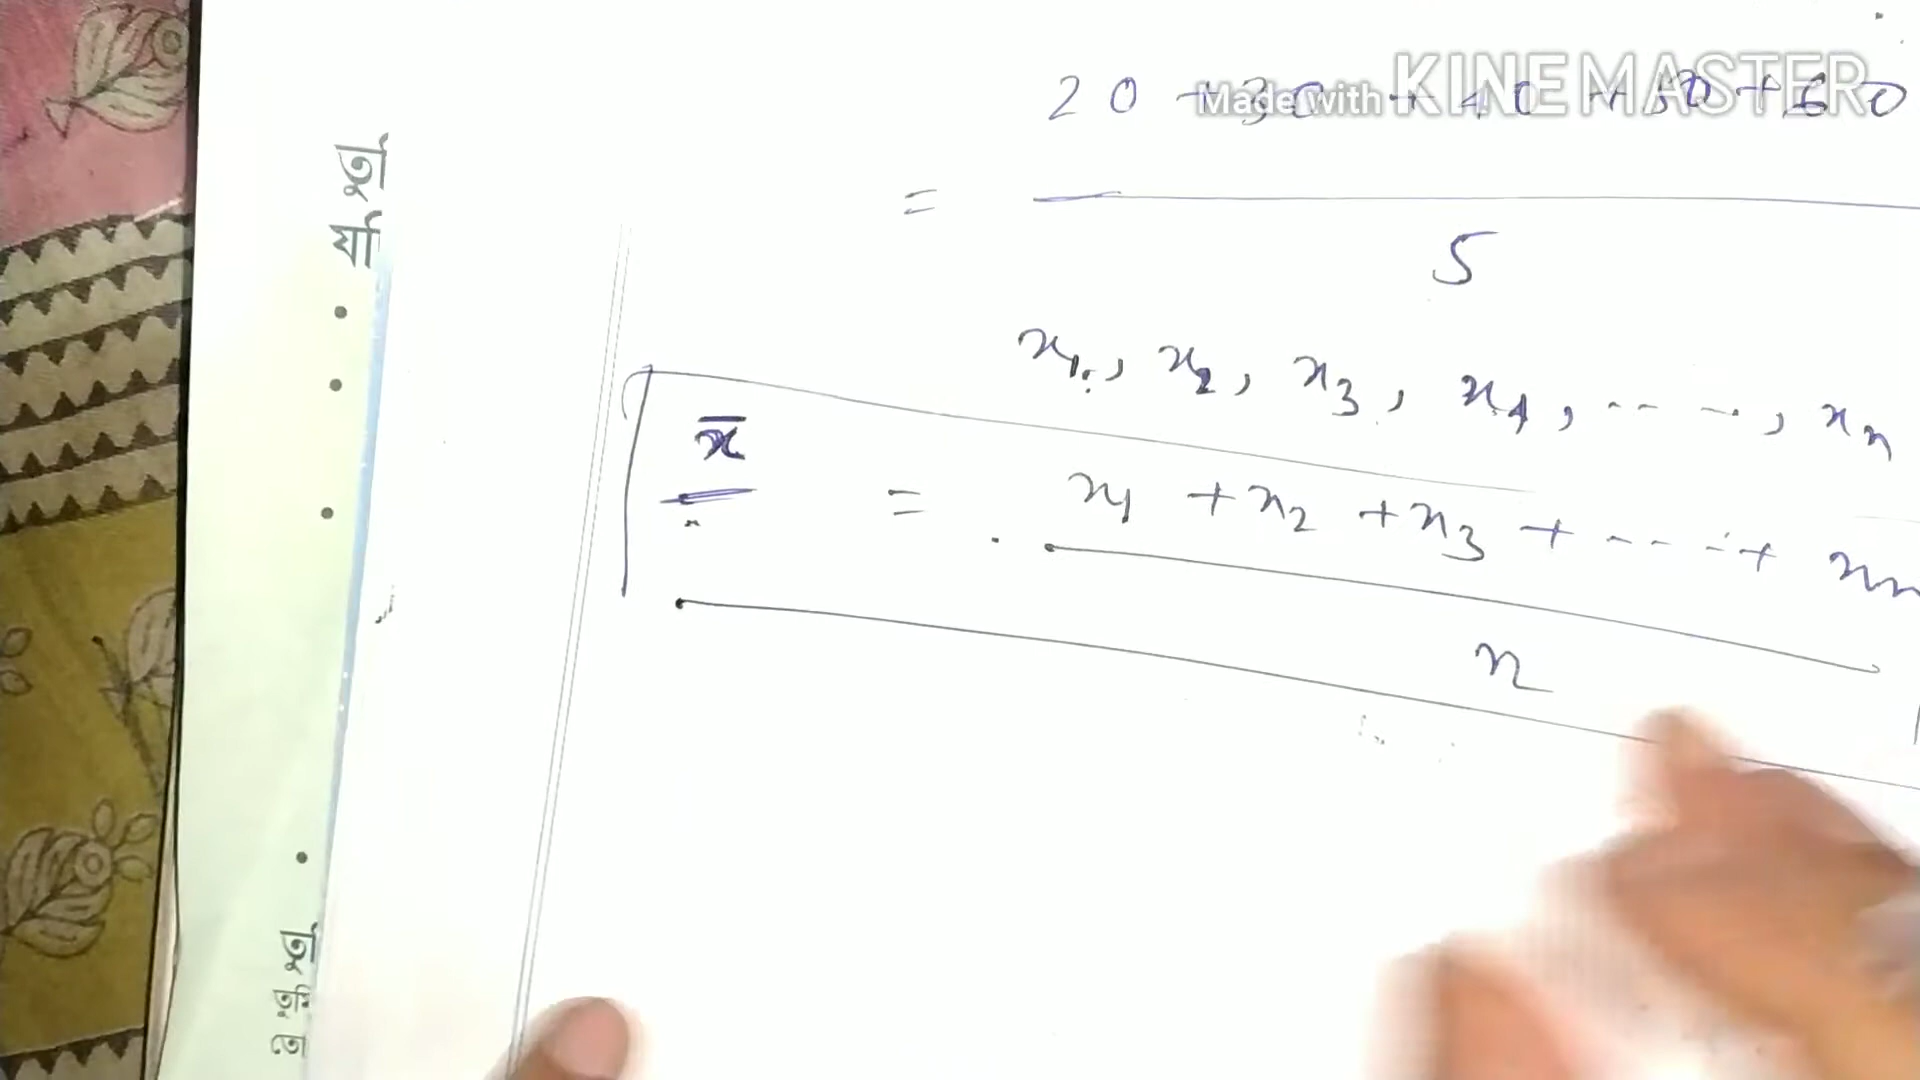 20 + 30 + 40 + 50 + 60
Made with KINEMASTER
=
5
x₁, x₂, x₃, x₄, -- --, xₙ
x̄ = x₁ + x₂ + x₃ + -- -- + xₙ
n